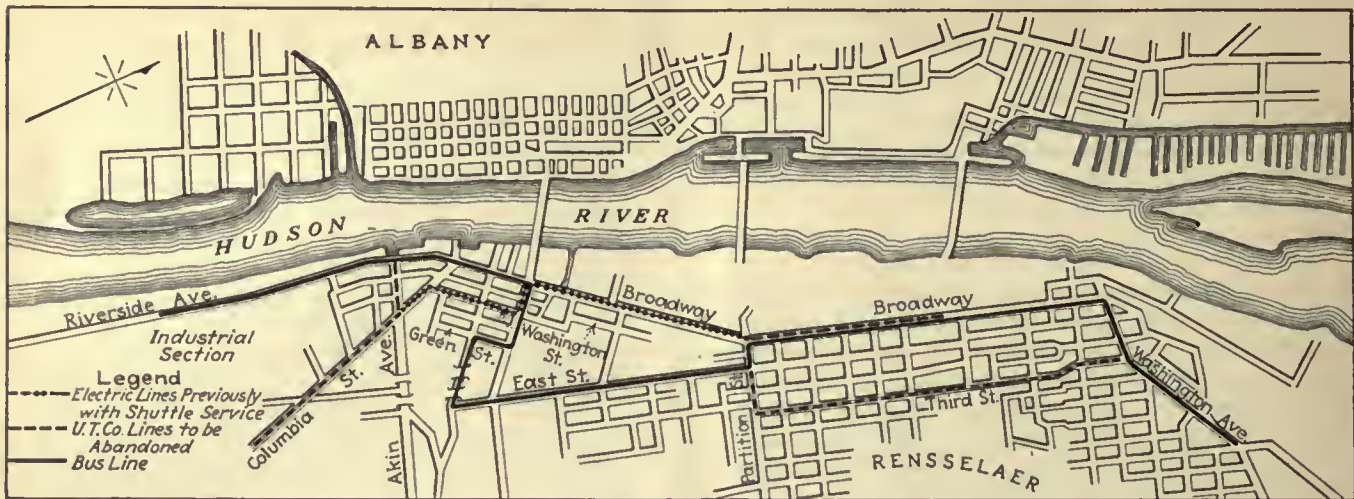 ALBANY
HUDSON RIVER
Riverside Ave.
Broadway
Broadway
Industrial
Section
Green St.
Washington
St.
East St.
Ave.
Akin
Columbia St.
Partition St.
Third St.
Washington Ave.
RENSSELAER
Legend
Electric Lines Previously
with Shuttle Service
U.T.Co. Lines to be
Abandoned
Bus Line